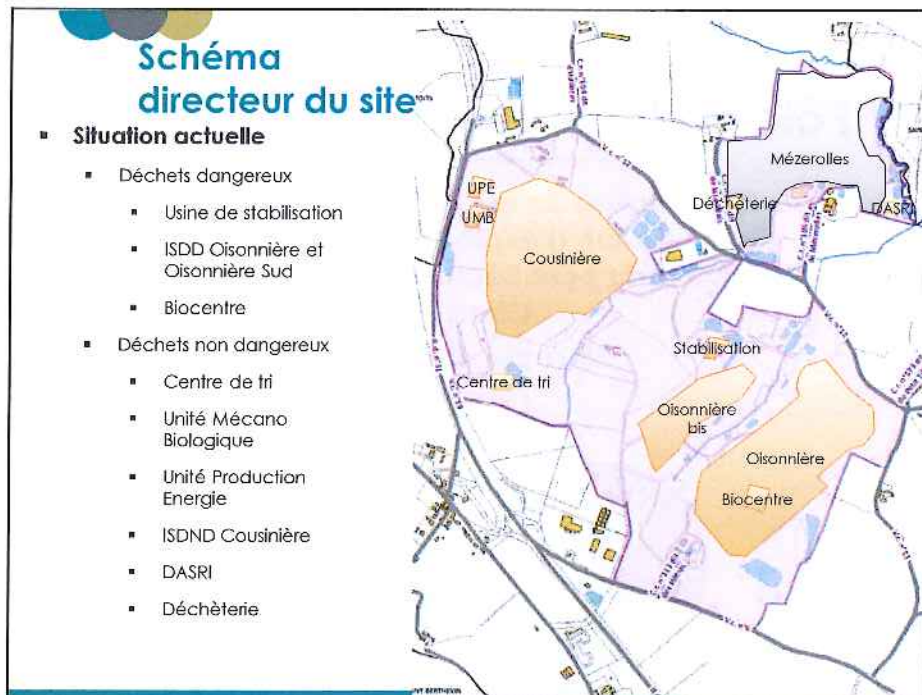 Schéma
directeur du site
Situation actuelle
Déchets dangereux
Usine de stabilisation
ISDD Oisonnière et
Oisonnière Sud
Biocentre
Déchets non dangereux
Centre de tri
Unité Mécano
Biologique
Unité Production
Energie
ISDND Cousinière
DASRI
Déchèterie
Mézerolles
UPE
Déchèterie
DASRI
UMB
Cousinière
Stabilisation
Centre de tri
Oisonnière
bis
Oisonnière
Biocentre